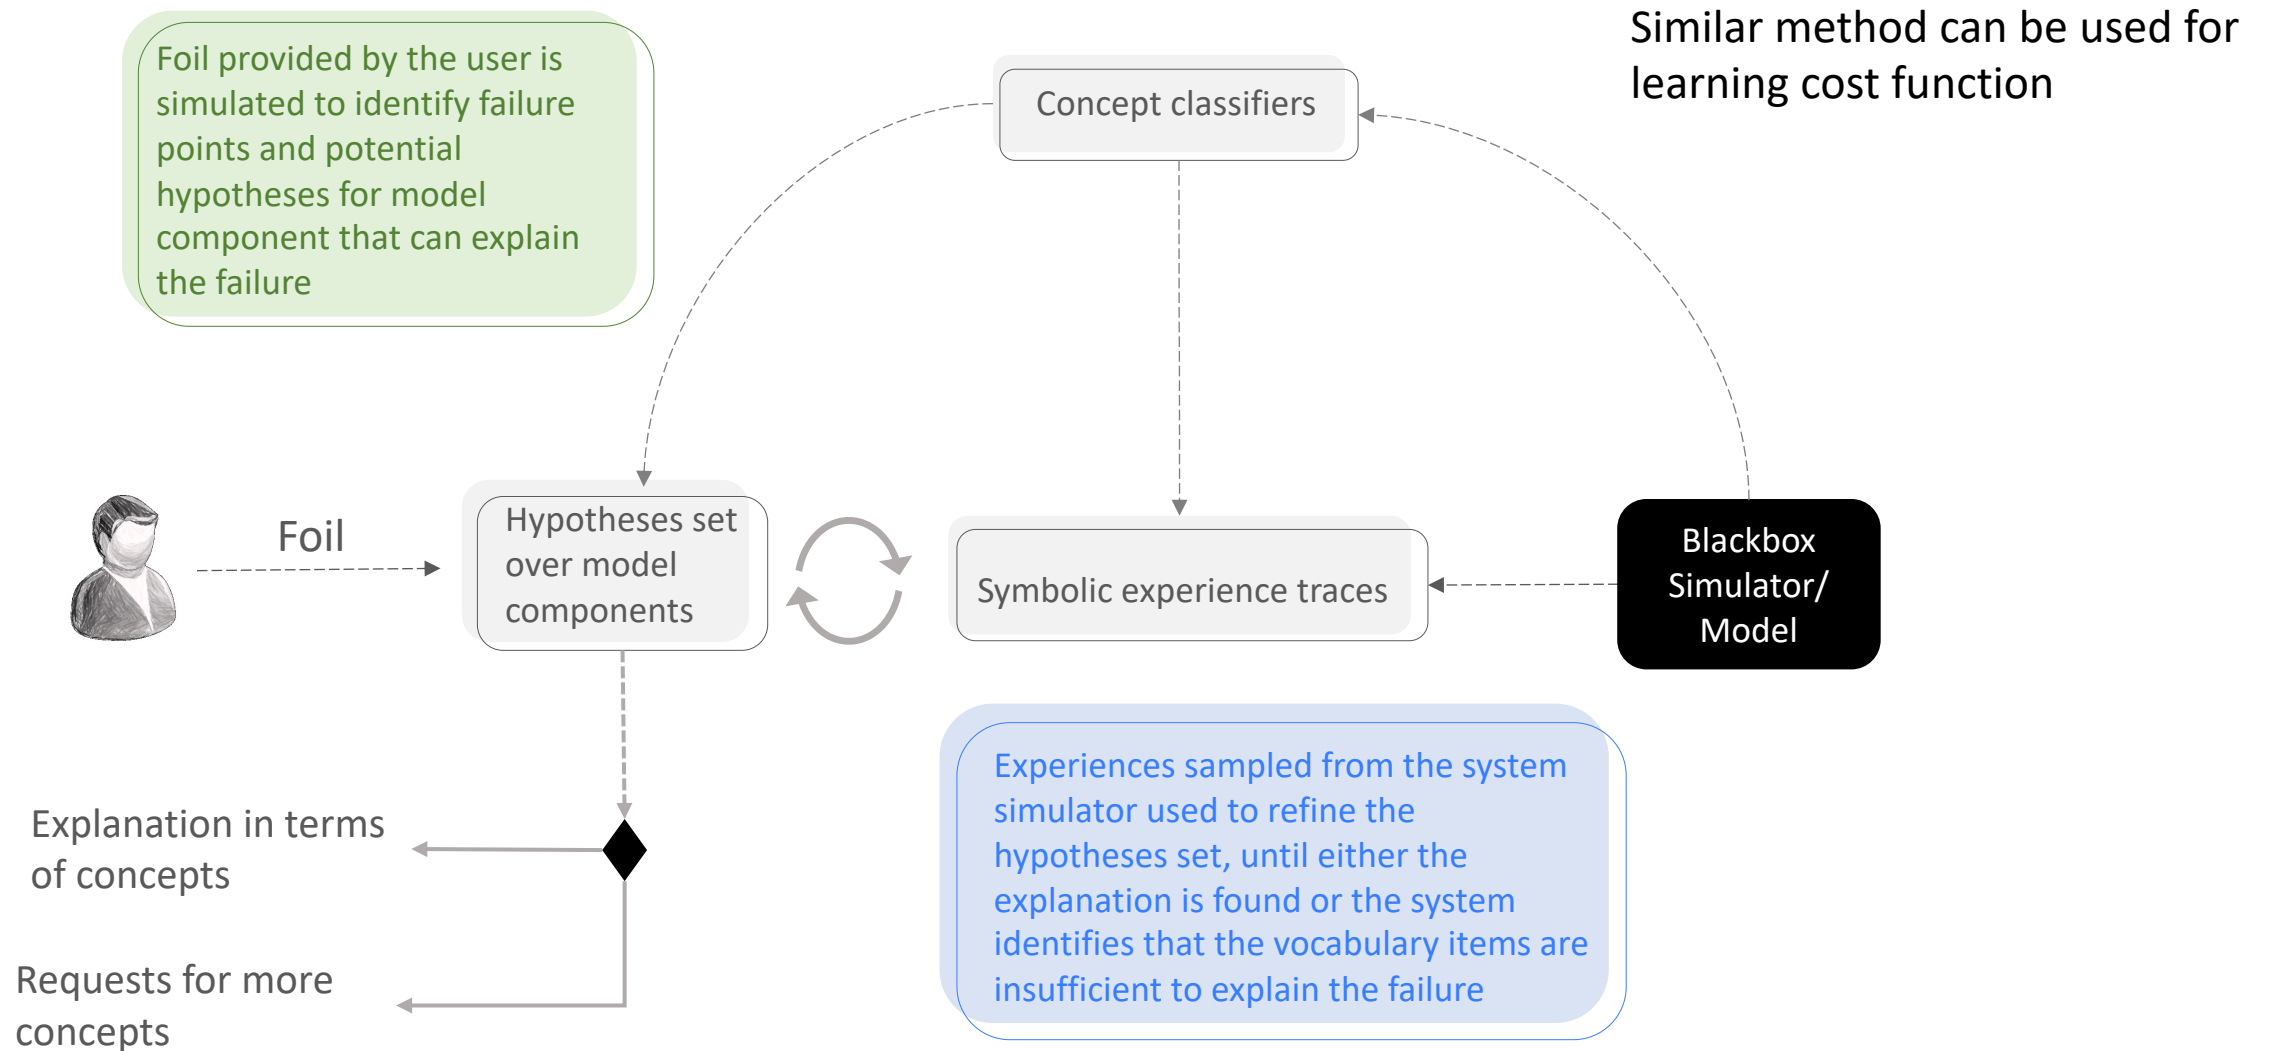 Foil provided by the user is
simulated to identify failure
points and potential
hypotheses for model
component that can explain
the failure
Concept classifiers
Similar method can be used for
learning cost function
Foil
Hypotheses set
over model
components
Symbolic experience traces
Blackbox
Simulator/
Model
Explanation in terms
of concepts
Requests for more
concepts
Experiences sampled from the system
simulator used to refine the
hypotheses set, until either the
explanation is found or the system
identifies that the vocabulary items are
insufficient to explain the failure